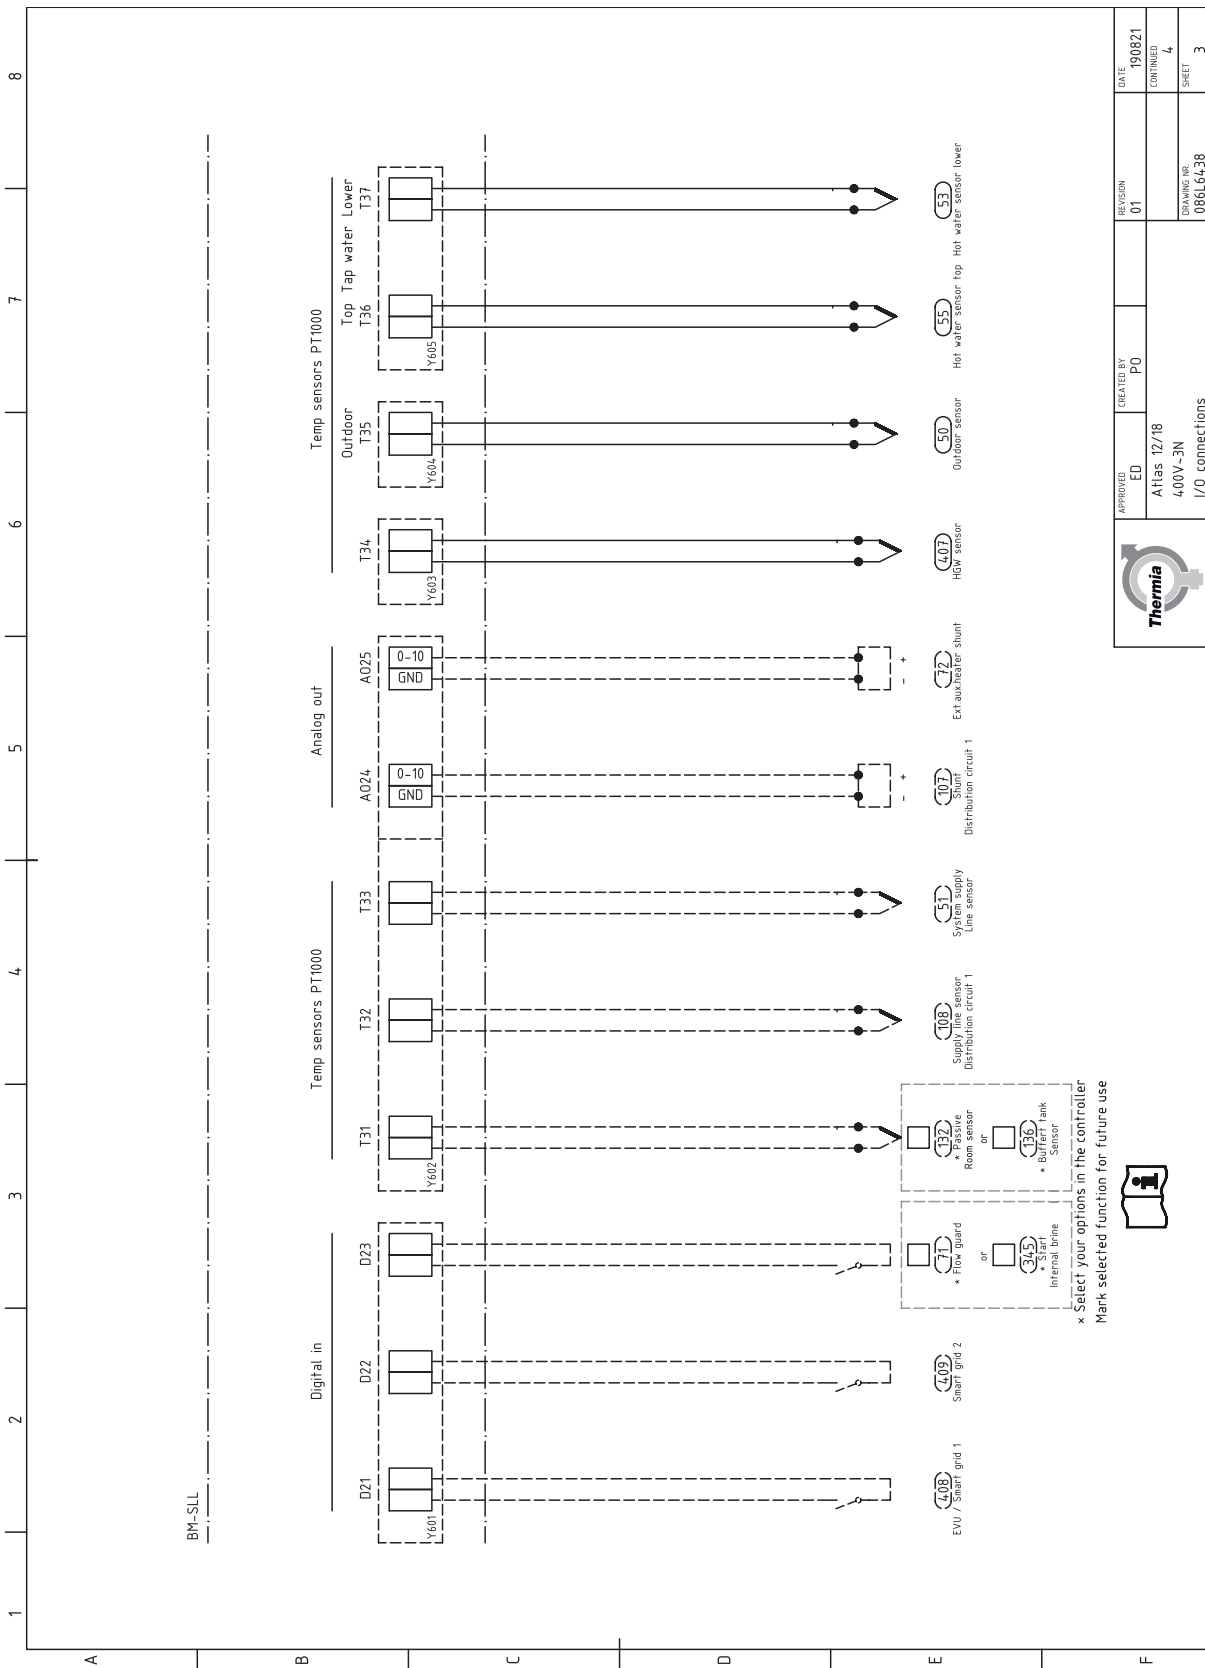 1 2 3 4 5 6 7 8
A
B
C
D
E
F
BM-SLL
Digital in
Temp sensors PT1000
Analog out
Temp sensors PT1000
Outdoor
Top Tap water Lower
D21
D22
D23
T31
T32
T33
AO24
AO25
T34
T35
T36
T37
GND 0-10
GND 0-10
Y601
Y602
Y603
Y604
Y605
- +
- +
408
EVU / Smart grid 1
409
Smart grid 2
71
* Flow guard
or
345
* Start
Internal brine
132
* Passive
Room sensor
or
136
* Buffert tank
Sensor
108
Supply line sensor
Distribution circuit 1
51
System supply
Line sensor
107
Shunt
Distribution circuit 1
72
Ext.aux.heater shunt
407
HGW sensor
50
Outdoor sensor
55
Hot water sensor top
53
Hot water sensor lower
* Select your options in the controller
Mark selected function for future use
i
Thermia
APPROVED
ED
CREATED BY
PO
REVISION
01
DATE
190821
Atlas 12/18
400V~3N
I/O connections
CONTINUED
4
DRAWING NR.
086L6438
SHEET
3